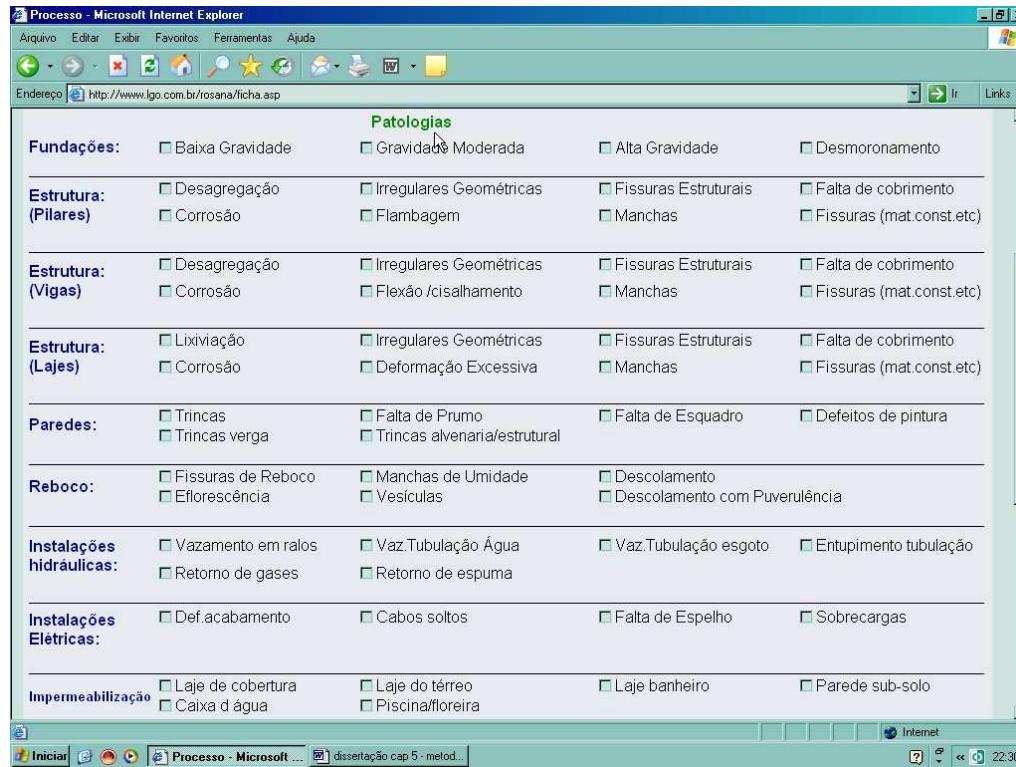 Processo - Microsoft Internet Explorer
Arquivo Editar Exibir Favoritos Ferramentas Ajuda
Endereço http://www.lgo.com.br/rosana/ficha.asp Ir Links
Patologias
Fundações: Baixa Gravidade Gravidade Moderada Alta Gravidade Desmoronamento
Estrutura: Desagregação Irregulares Geométricas Fissuras Estruturais Falta de cobrimento
(Pilares) Corrosão Flambagem Manchas Fissuras (mat.const.etc)
Estrutura: Desagregação Irregulares Geométricas Fissuras Estruturais Falta de cobrimento
(Vigas) Corrosão Flexão /cisalhamento Manchas Fissuras (mat.const.etc)
Estrutura: Lixiviação Irregulares Geométricas Fissuras Estruturais Falta de cobrimento
(Lajes) Corrosão Deformação Excessiva Manchas Fissuras (mat.const.etc)
Paredes: Trincas Falta de Prumo Falta de Esquadro Defeitos de pintura
Trincas verga Trincas alvenaria/estrutural
Reboco: Fissuras de Reboco Manchas de Umidade Descolamento
Eflorescência Vesículas Descolamento com Puverulência
Instalações Vazamento em ralos Vaz.Tubulação Água Vaz.Tubulação esgoto Entupimento tubulação
hidráulicas: Retorno de gases Retorno de espuma
Instalações Def.acabamento Cabos soltos Falta de Espelho Sobrecargas
Elétricas:
Impermeabilização Laje de cobertura Laje do térreo Laje banheiro Parede sub-solo
Caixa d água Piscina/floreira
Internet
Iniciar Processo - Microsoft ... dissertação cap 5 - metod... 22:30